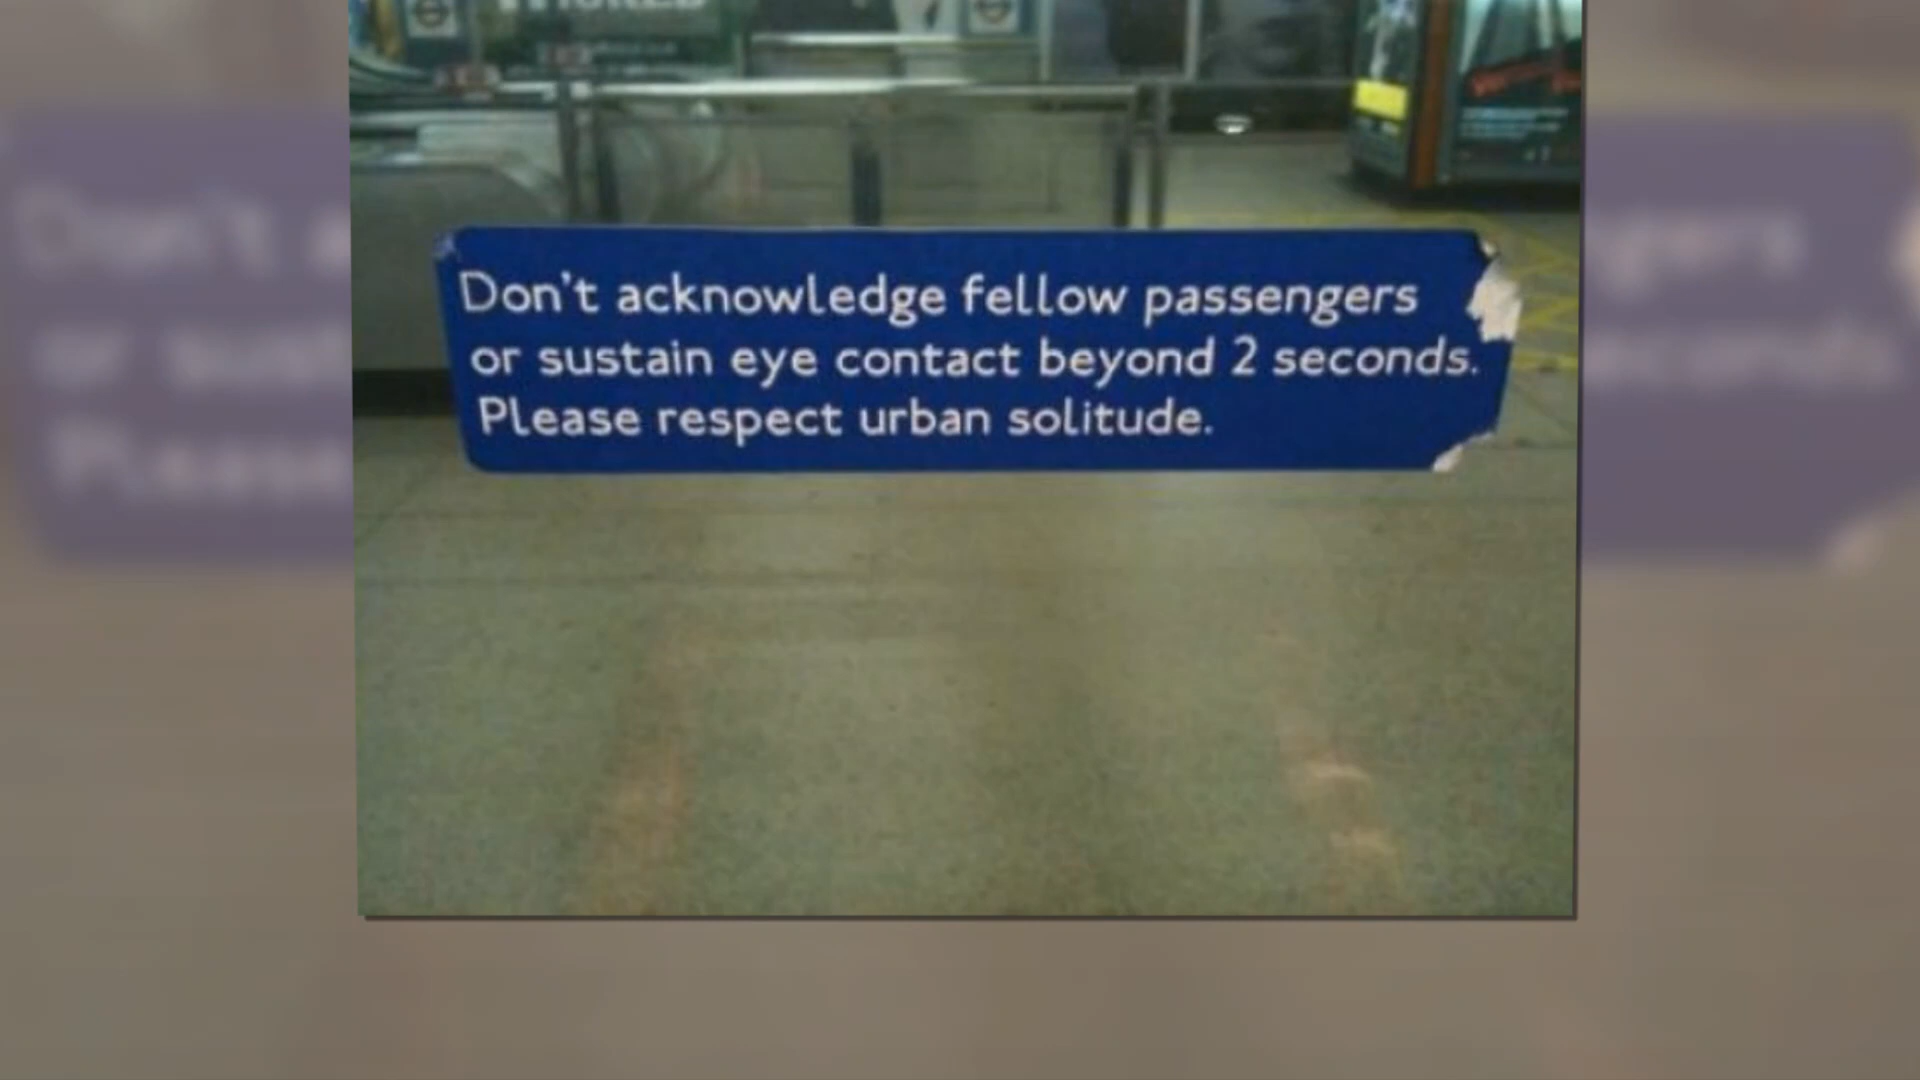 Don't acknowledge fellow passengers
or sustain eye contact beyond 2 seconds.
Please respect urban solitude.